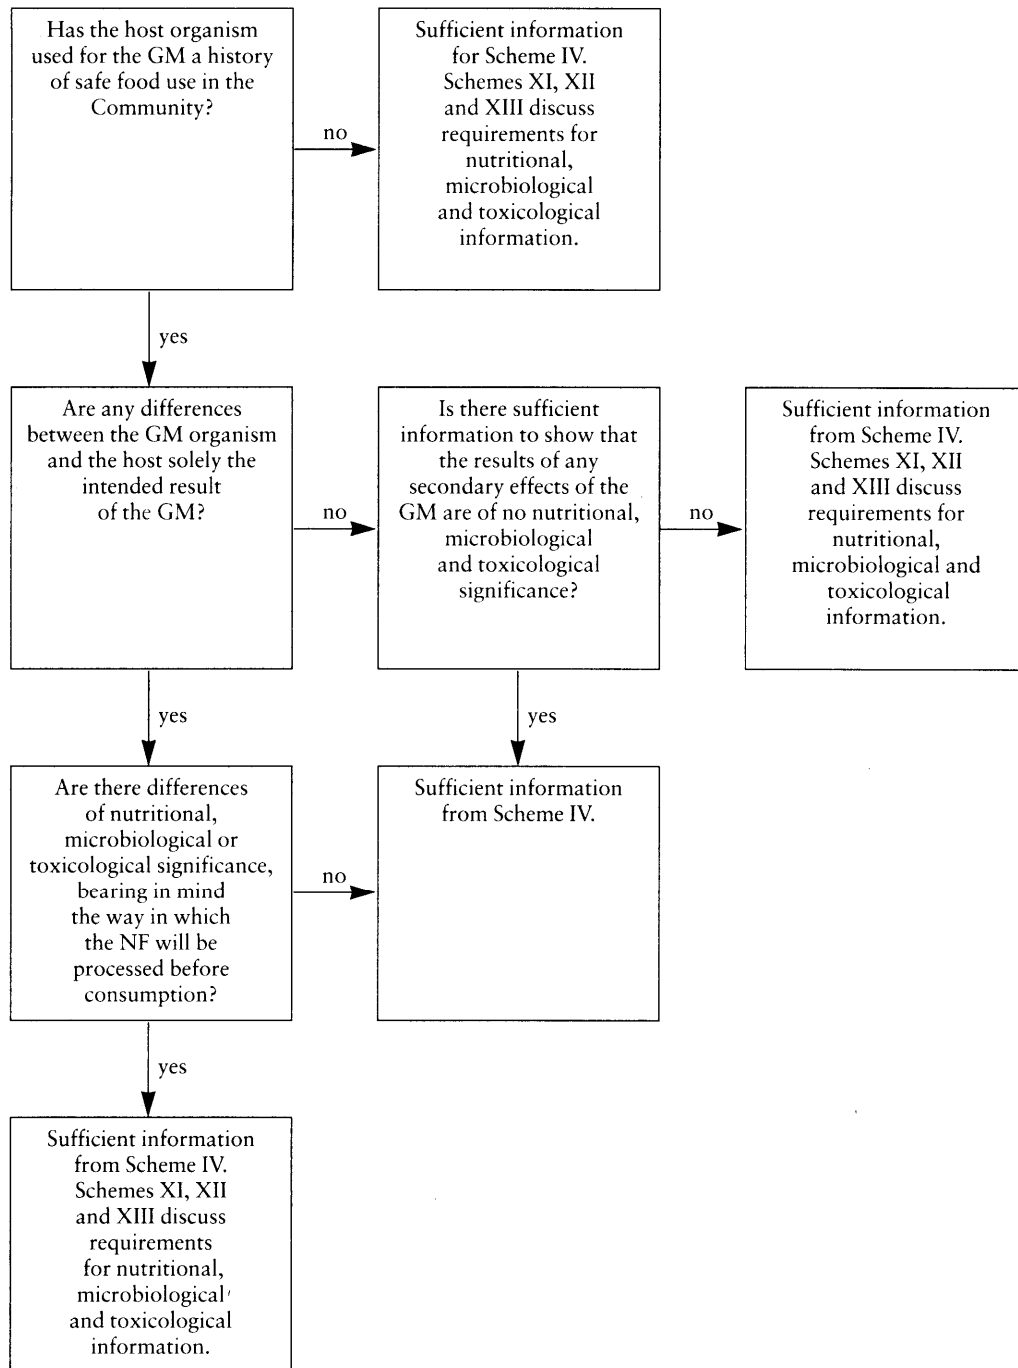 Has the host organism
used for the GM a history
of safe food use in the
Community?
no
Sufficient information
for Scheme IV.
Schemes XI, XII
and XIII discuss
requirements for
nutritional,
microbiological
and toxicological
information.
yes
Are any differences
between the GM organism
and the host solely the
intended result
of the GM?
no
Is there sufficient
information to show that
the results of any
secondary effects of the
GM are of no nutritional,
microbiological
and toxicological
significance?
no
Sufficient information
from Scheme IV.
Schemes XI, XII
and XIII discuss
requirements for
nutritional,
microbiological and
toxicological
information.
yes
yes
Are there differences
of nutritional,
microbiological or
toxicological significance,
bearing in mind
the way in which
the NF will be
processed before
consumption?
no
Sufficient information
from Scheme IV.
yes
Sufficient information
from Scheme IV.
Schemes XI, XII
and XIII discuss
requirements
for nutritional,
microbiological
and toxicological
information.